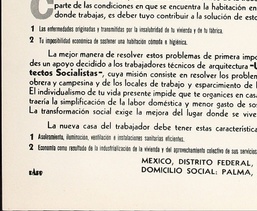 parte de las condiciones en que se encuentra la habitación en
donde trabajas, es deber tuyo contribuir a la solución de esto
1 Las enfermedades originadas y transmitidas por la insalubridad de tu vivienda y de tu fábrica.
2 Tu imposibilidad económica de sostener una habitación cómoda e higiénica.
La mejor manera de resolver estos problemas de primera impo
des un apoyo decidido a los trabajadores técnicos de arquitectura "
tectos Socialistas", cuya misión consiste en resolver los problem
obrera y campesina y de los locales de trabajo y esparcimiento de l
El individualismo de tu vida presente impide que te organices en casa
traería la simplificación de la labor doméstica y menor gasto de sos
La transformación social exige la mejora del lugar donde se vive
La nueva casa del trabajador debe tener estas característica
1 Asoleamiento, iluminación, ventilación e instalaciones sanitarias eficientes.
2 Economía como resultado de la industrialización de la vivienda y del aprovechamiento colectivo de sus servicios
MEXICO, DISTRITO FEDERAL,
DOMICILIO SOCIAL: PALMA,